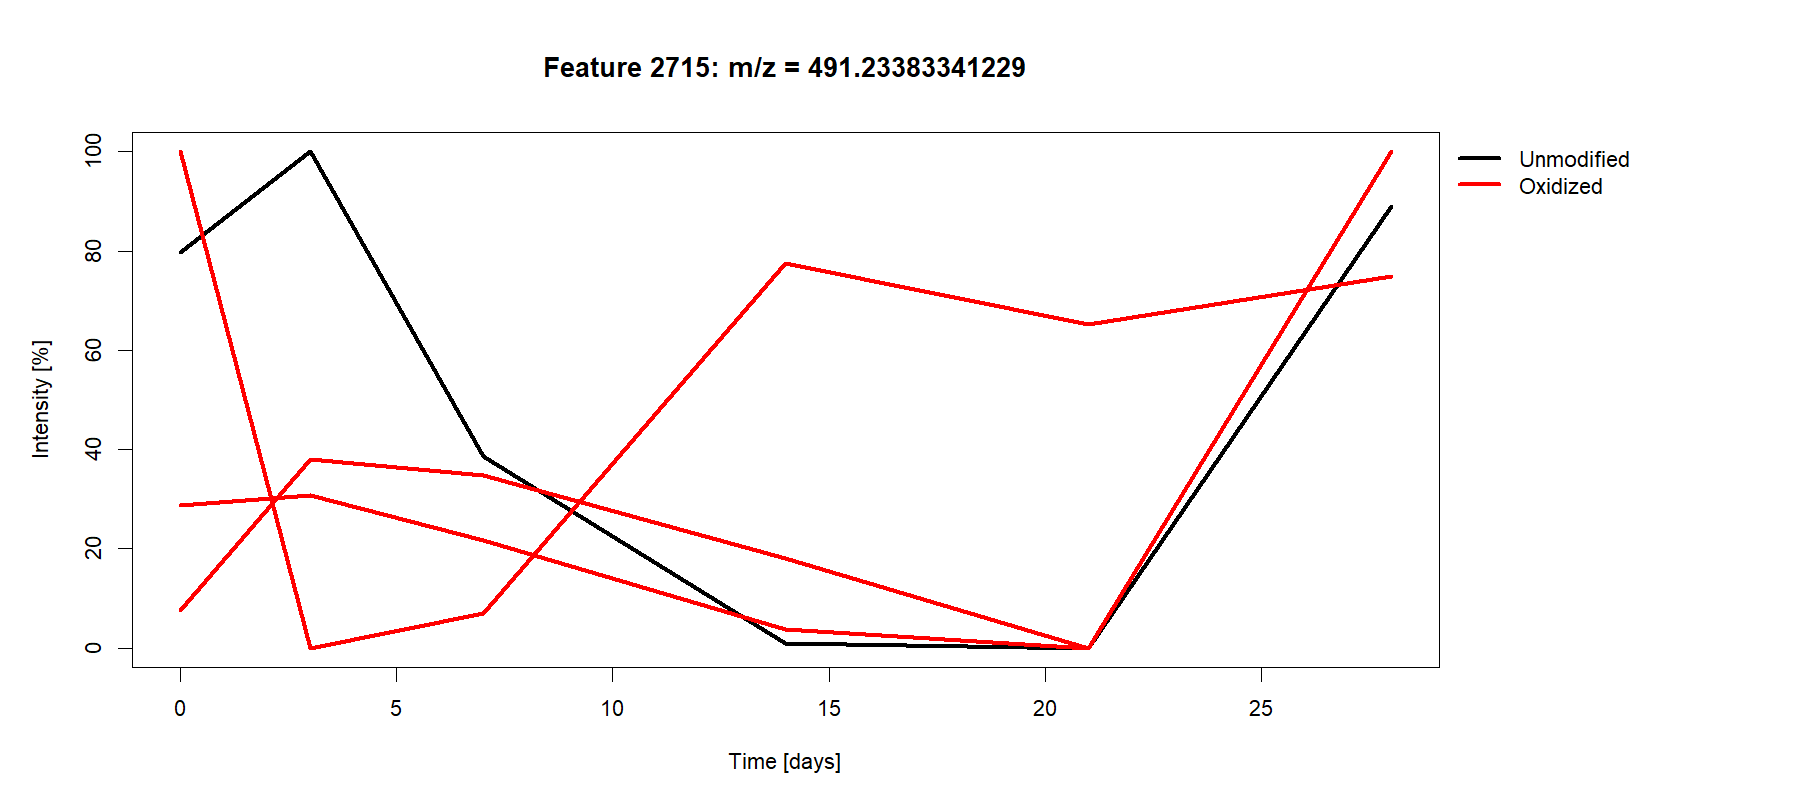 Feature 2715: m/z = 491.23383341229
Unmodified
Oxidized
100
80
60
40
20
0
Intensity [%]
0 5 10 15 20 25
Time [days]